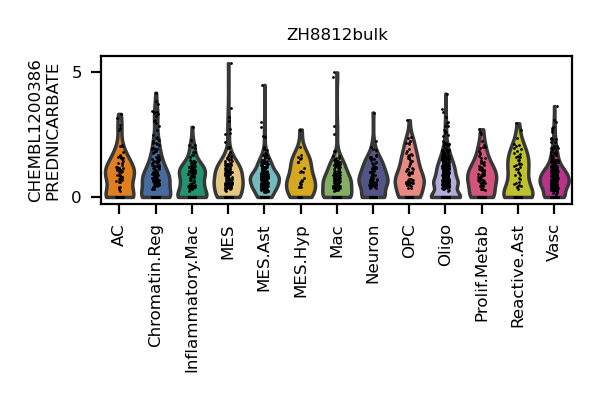 ZH8812bulk
CHEMBL1200386
PREDNICARBATE
5
0
AC
Chromatin.Reg
Inflammatory.Mac
MES
MES.Ast
MES.Hyp
Mac
Neuron
OPC
Oligo
Prolif.Metab
Reactive.Ast
Vasc